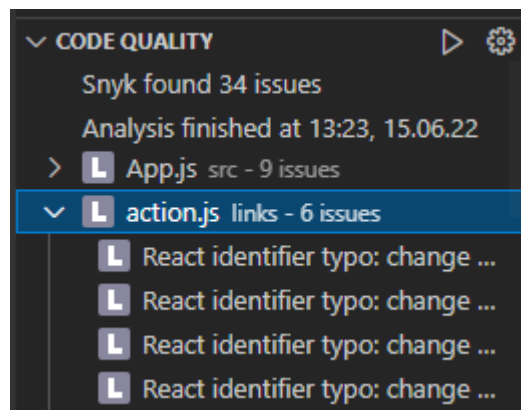 CODE QUALITY
Snyk found 34 issues
Analysis finished at 13:23, 15.06.22
L App.js src - 9 issues
L action.js links - 6 issues
L React identifier typo: change ...
L React identifier typo: change ...
L React identifier typo: change ...
L React identifier typo: change ...